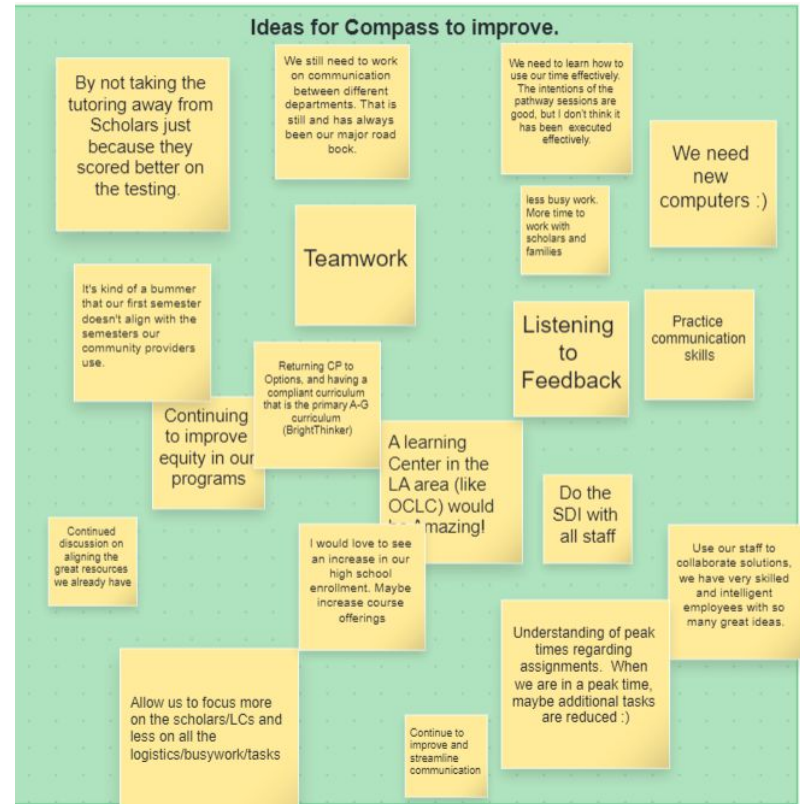 Ideas for Compass to improve.
By not taking the
tutoring away from
Scholars just
because they
scored better on
the testing.
We still need to work
on communication
between different
departments. That is
still and has always
been our major road
book.
We need to learn how to
use our time effectively.
The intentions of the
pathway sessions are
good, but I don't think it
has been executed
effectively.
We need
new
computers :)
less busy work.
More time to
work with
scholars and
families
Teamwork
It's kind of a bummer
that our first semester
doesn't align with the
semesters our
community providers
use.
Listening
to
Feedback
Practice
communication
skills
Returning CP to
Options, and having a
compliant curriculum
that is the primary A-G
curriculum
(BrightThinker)
Continuing
to improve
equity in our
programs
A learning
Center in the
LA area (like
OCLC) would
be Amazing!
Do the
SDI with
all staff
Continued
discussion on
aligning the
great resources
we already have
I would love to see
an increase in our
high school
enrollment. Maybe
increase course
offerings
Use our staff to
collaborate solutions,
we have very skilled
and intelligent
employees with so
many great ideas.
Understanding of peak
times regarding
assignments. When
we are in a peak time,
maybe additional tasks
are reduced :)
Allow us to focus more
on the scholars/LCs and
less on all the
logistics/busywork/tasks
Continue to
improve and
streamline
communication